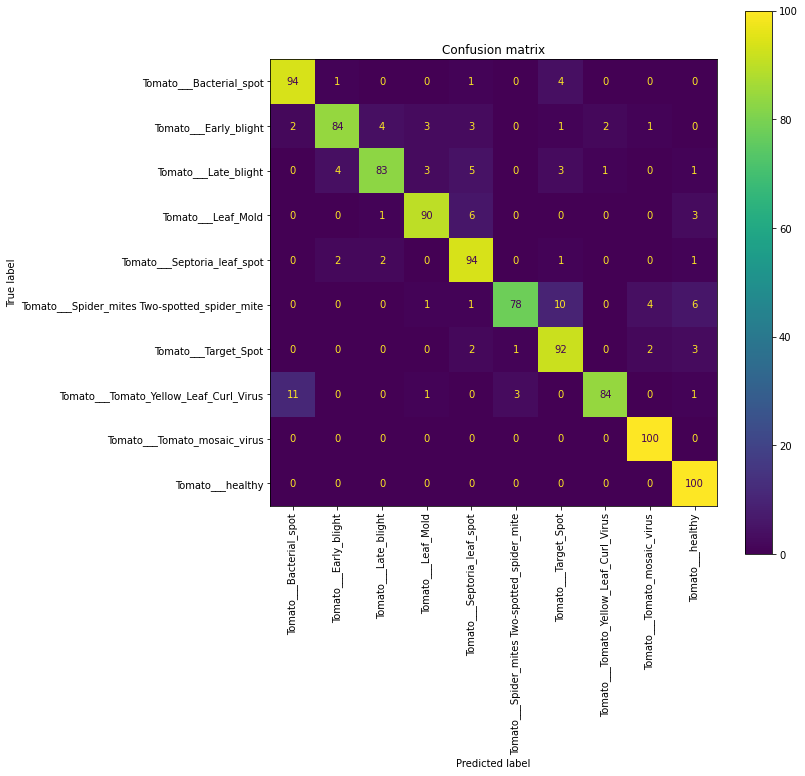 Confusion matrix
True label
Tomato___Bacterial_spot 94 1 0 0 1 0 4 0 0 0
Tomato___Early_blight 2 84 4 3 3 0 1 2 1 0
Tomato___Late_blight 0 4 83 3 5 0 3 1 0 1
Tomato___Leaf_Mold 0 0 1 90 6 0 0 0 0 3
Tomato___Septoria_leaf_spot 0 2 2 0 94 0 1 0 0 1
Tomato___Spider_mites Two-spotted_spider_mite 0 0 0 1 1 78 10 0 4 6
Tomato___Target_Spot 0 0 0 0 2 1 92 0 2 3
Tomato___Tomato_Yellow_Leaf_Curl_Virus 11 0 0 1 0 3 0 84 0 1
Tomato___Tomato_mosaic_virus 0 0 0 0 0 0 0 0 100 0
Tomato___healthy 0 0 0 0 0 0 0 0 0 100
Tomato___Bacterial_spot
Tomato___Early_blight
Tomato___Late_blight
Tomato___Leaf_Mold
Tomato___Septoria_leaf_spot
Tomato___Spider_mites Two-spotted_spider_mite
Tomato___Target_Spot
Tomato___Tomato_Yellow_Leaf_Curl_Virus
Tomato___Tomato_mosaic_virus
Tomato___healthy
Predicted label
100
80
60
40
20
0